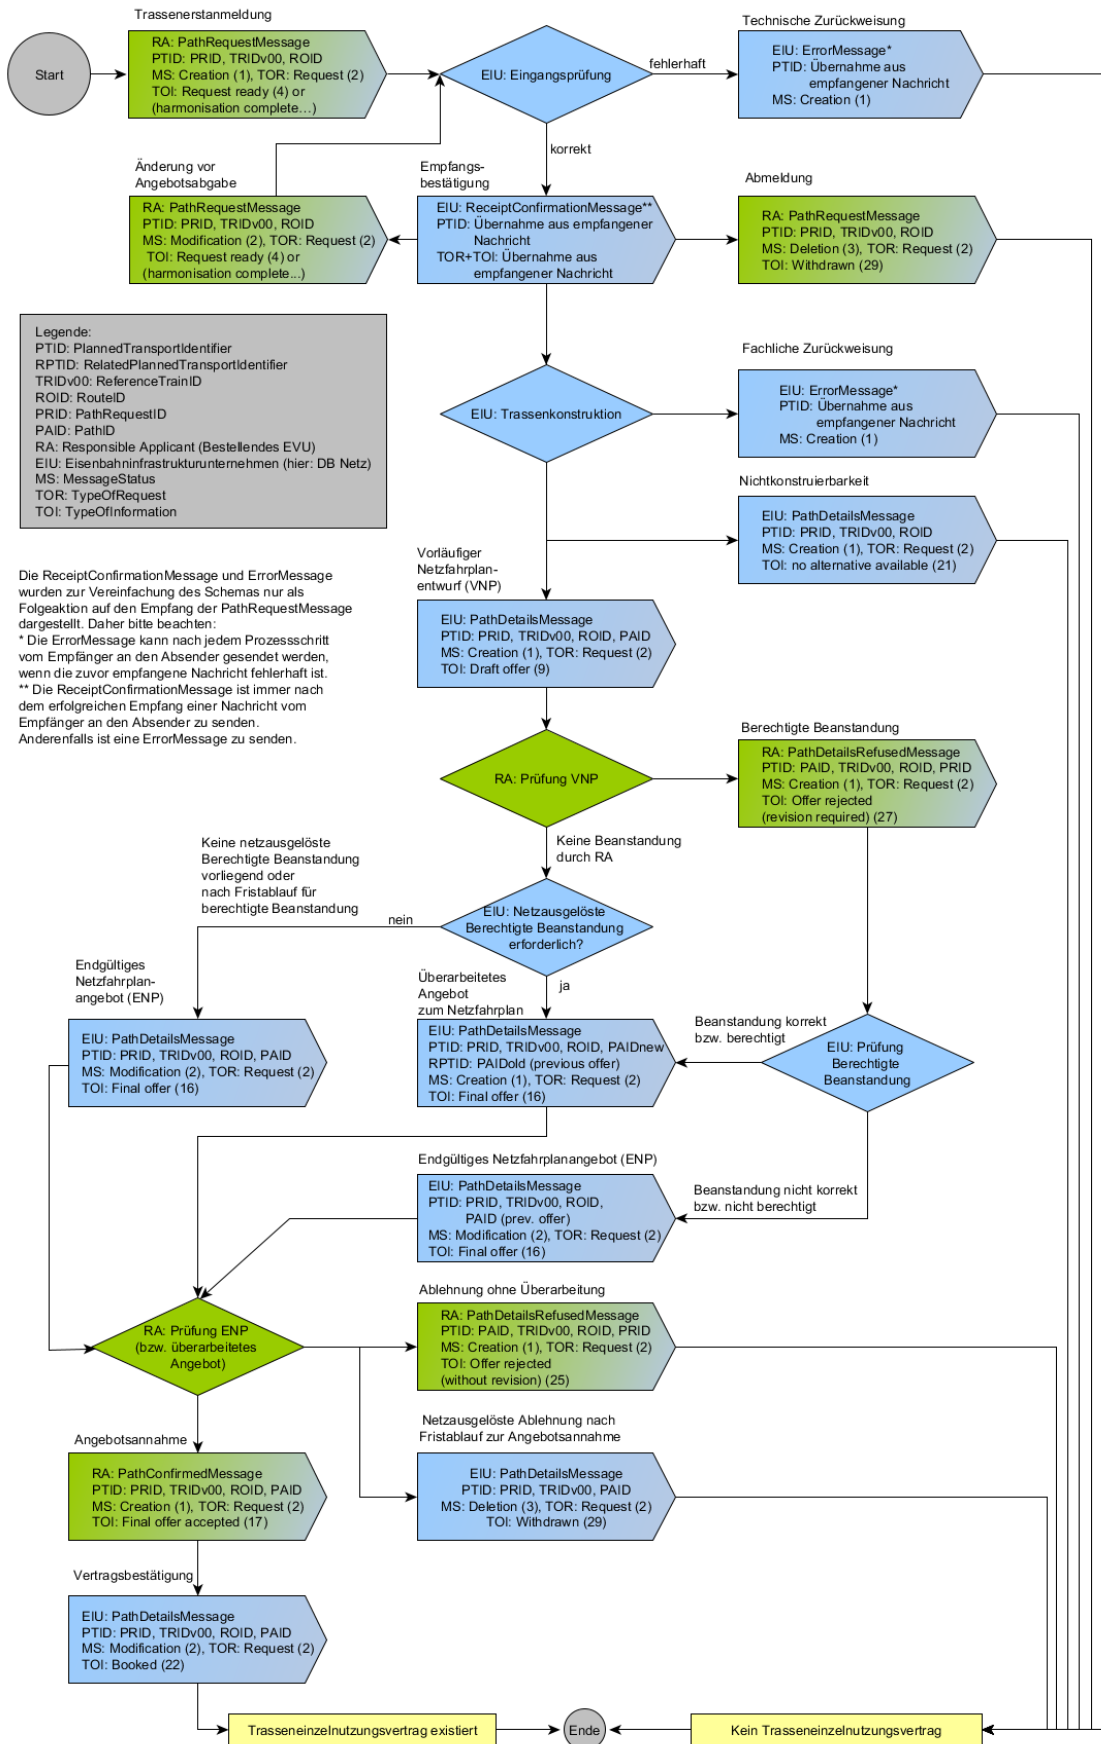 Trassenerstanmeldung
Start
RA: PathRequestMessage
PTID: PRID, TRIDv00, ROID
MS: Creation (1), TOR: Request (2)
TOI: Request ready (4) or
(harmonisation complete…)
EIU: Eingangsprüfung
fehlerhaft
Technische Zurückweisung
EIU: ErrorMessage*
PTID: Übernahme aus
empfangener Nachricht
MS: Creation (1)
korrekt
Änderung vor
Angebotsabgabe
RA: PathRequestMessage
PTID: PRID, TRIDv00, ROID
MS: Modification (2), TOR: Request (2)
TOI: Request ready (4) or
(harmonisation complete...)
Empfangs-
bestätigung
EIU: ReceiptConfirmationMessage**
PTID: Übernahme aus empfangener
Nachricht
TOR+TOI: Übernahme aus
empfangener Nachricht
Abmeldung
RA: PathRequestMessage
PTID: PRID, TRIDv00, ROID
MS: Deletion (3), TOR: Request (2)
TOI: Withdrawn (29)
Legende:
PTID: PlannedTransportIdentifier
RPTID: RelatedPlannedTransportIdentifier
TRIDv00: ReferenceTrainID
ROID: RouteID
PRID: PathRequestID
PAID: PathID
RA: Responsible Applicant (Bestellendes EVU)
EIU: Eisenbahninfrastrukturunternehmen (hier: DB Netz)
MS: MessageStatus
TOR: TypeOfRequest
TOI: TypeOfInformation
EIU: Trassenkonstruktion
Fachliche Zurückweisung
EIU: ErrorMessage*
PTID: Übernahme aus
empfangener Nachricht
MS: Creation (1)
Nichtkonstruierbarkeit
EIU: PathDetailsMessage
PTID: PRID, TRIDv00, ROID
MS: Creation (1), TOR: Request (2)
TOI: no alternative available (21)
Die ReceiptConfirmationMessage und ErrorMessage
wurden zur Vereinfachung des Schemas nur als
Folgeaktion auf den Empfang der PathRequestMessage
dargestellt. Daher bitte beachten:
* Die ErrorMessage kann nach jedem Prozessschritt
vom Empfänger an den Absender gesendet werden,
wenn die zuvor empfangene Nachricht fehlerhaft ist.
** Die ReceiptConfirmationMessage ist immer nach
dem erfolgreichen Empfang einer Nachricht vom
Empfänger an den Absender zu senden.
Anderenfalls ist eine ErrorMessage zu senden.
Vorläufiger
Netzfahrplan-
entwurf (VNP)
EIU: PathDetailsMessage
PTID: PRID, TRIDv00, ROID, PAID
MS: Creation (1), TOR: Request (2)
TOI: Draft offer (9)
RA: Prüfung VNP
Berechtigte Beanstandung
RA: PathDetailsRefusedMessage
PTID: PAID, TRIDv00, ROID, PRID
MS: Creation (1), TOR: Request (2)
TOI: Offer rejected
(revision required) (27)
Keine Beanstandung
durch RA
Keine netzausgelöste
Berechtigte Beanstandung
vorliegend oder
nach Fristablauf für
berechtigte Beanstandung
nein
EIU: Netzausgelöste
Berechtigte Beanstandung
erforderlich?
ja
Endgültiges
Netzfahrplan-
angebot (ENP)
EIU: PathDetailsMessage
PTID: PRID, TRIDv00, ROID, PAID
MS: Modification (2), TOR: Request (2)
TOI: Final offer (16)
Überarbeitetes
Angebot
zum Netzfahrplan
EIU: PathDetailsMessage
PTID: PRID, TRIDv00, ROID, PAIDnew
RPTID: PAIDold (previous offer)
MS: Creation (1), TOR: Request (2)
TOI: Final offer (16)
Beanstandung korrekt
bzw. berechtigt
EIU: Prüfung
Berechtigte
Beanstandung
Endgültiges Netzfahrplanangebot (ENP)
EIU: PathDetailsMessage
PTID: PRID, TRIDv00, ROID,
PAID (prev. offer)
MS: Modification (2), TOR: Request (2)
TOI: Final offer (16)
Beanstandung nicht korrekt
bzw. nicht berechtigt
RA: Prüfung ENP
(bzw. überarbeitetes
Angebot)
Ablehnung ohne Überarbeitung
RA: PathDetailsRefusedMessage
PTID: PAID, TRIDv00, ROID, PRID
MS: Creation (1), TOR: Request (2)
TOI: Offer rejected
(without revision) (25)
Netzausgelöste Ablehnung nach
Fristablauf zur Angebotsannahme
EIU: PathDetailsMessage
PTID: PRID, TRIDv00, PAID
MS: Deletion (3), TOR: Request (2)
TOI: Withdrawn (29)
Angebotsannahme
RA: PathConfirmedMessage
PTID: PRID, TRIDv00, ROID, PAID
MS: Creation (1), TOR: Request (2)
TOI: Final offer accepted (17)
Vertragsbestätigung
EIU: PathDetailsMessage
PTID: PRID, TRIDv00, ROID, PAID
MS: Modification (2), TOR: Request (2)
TOI: Booked (22)
Trasseneinzelnutzungsvertrag existiert
Ende
Kein Trasseneinzelnutzungsvertrag